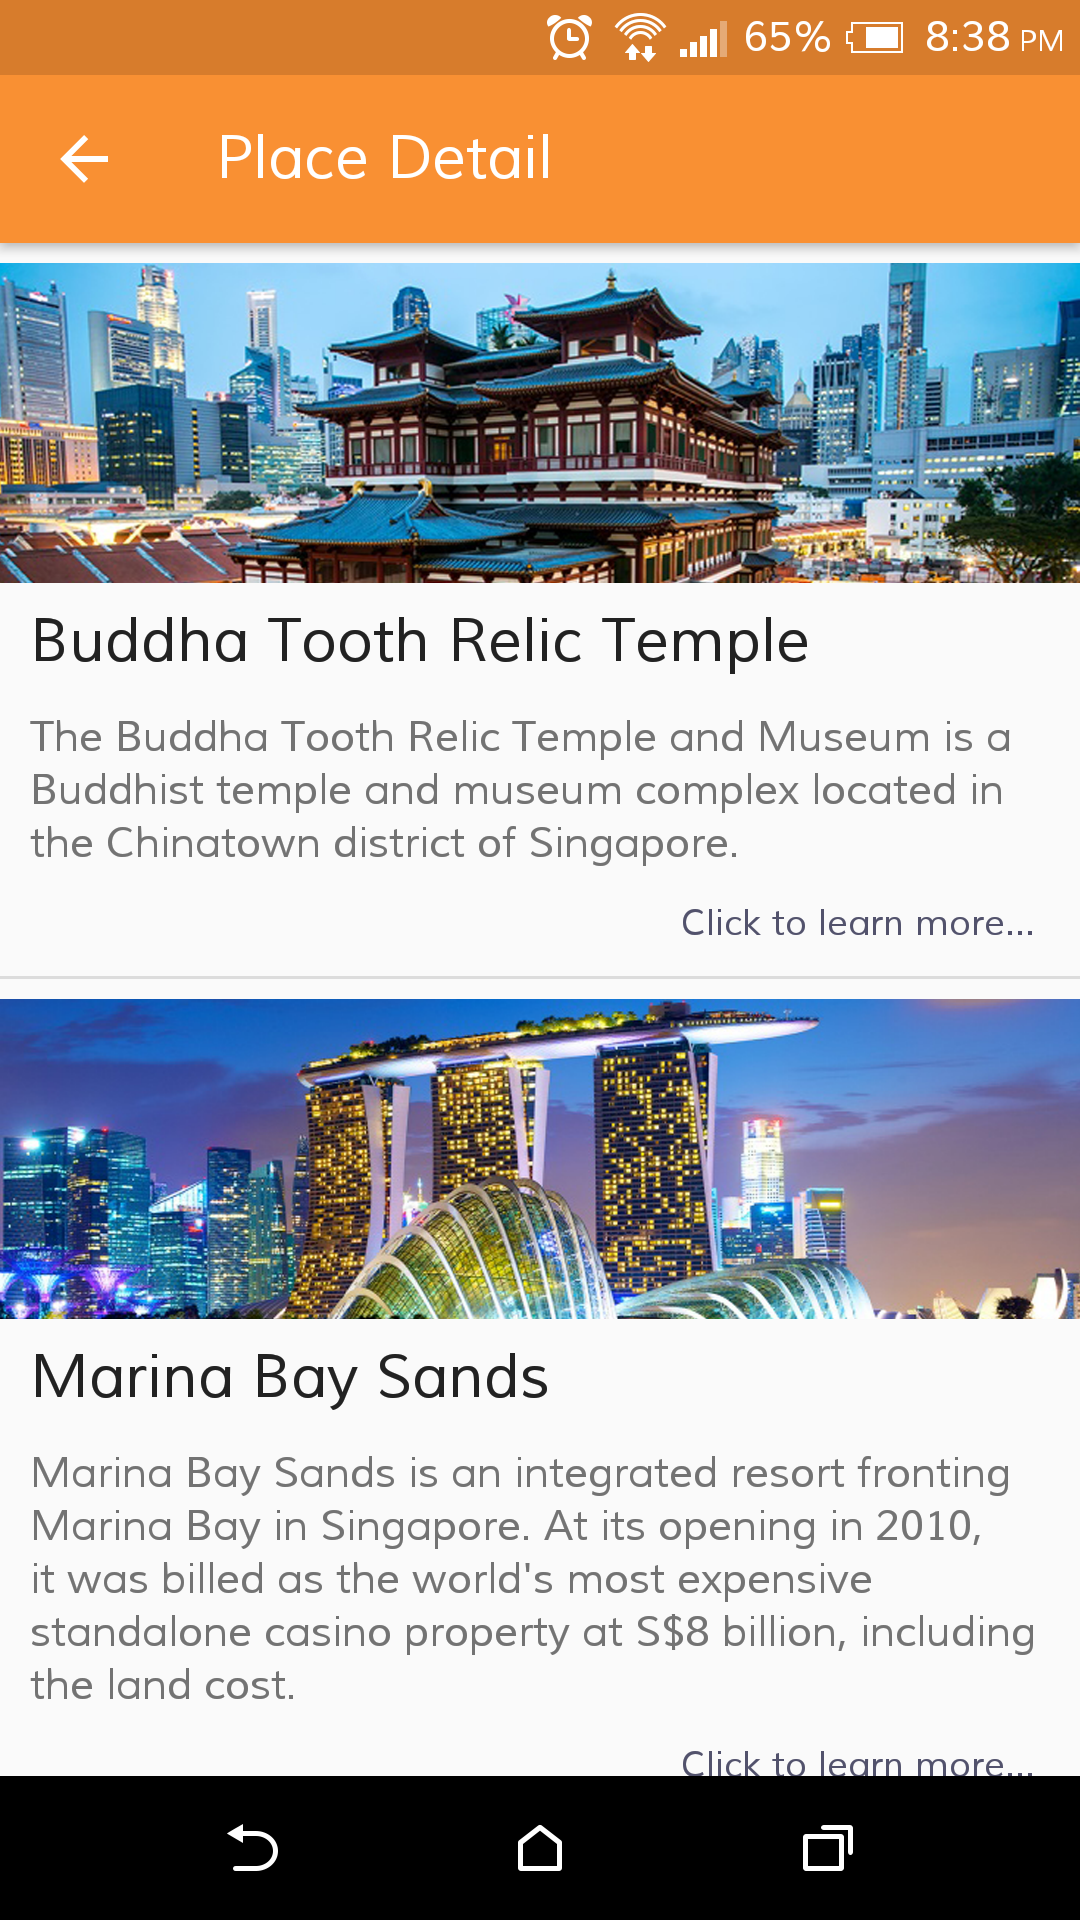 65% 8:38 PM
Place Detail
Buddha Tooth Relic Temple
The Buddha Tooth Relic Temple and Museum is a
Buddhist temple and museum complex located in
the Chinatown district of Singapore.
Click to learn more...
Marina Bay Sands
Marina Bay Sands is an integrated resort fronting
Marina Bay in Singapore. At its opening in 2010,
it was billed as the world's most expensive
standalone casino property at S$8 billion, including
the land cost.
Click to learn more...